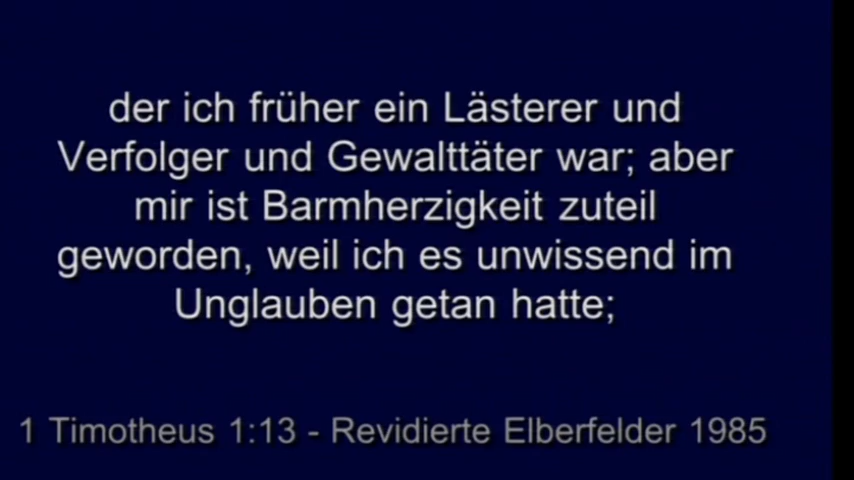 der ich früher ein Lästerer und
Verfolger und Gewalttäter war; aber
mir ist Barmherzigkeit zuteil
geworden, weil ich es unwissend im
Unglauben getan hatte;
1 Timotheus 1:13 - Revidierte Elberfelder 1985